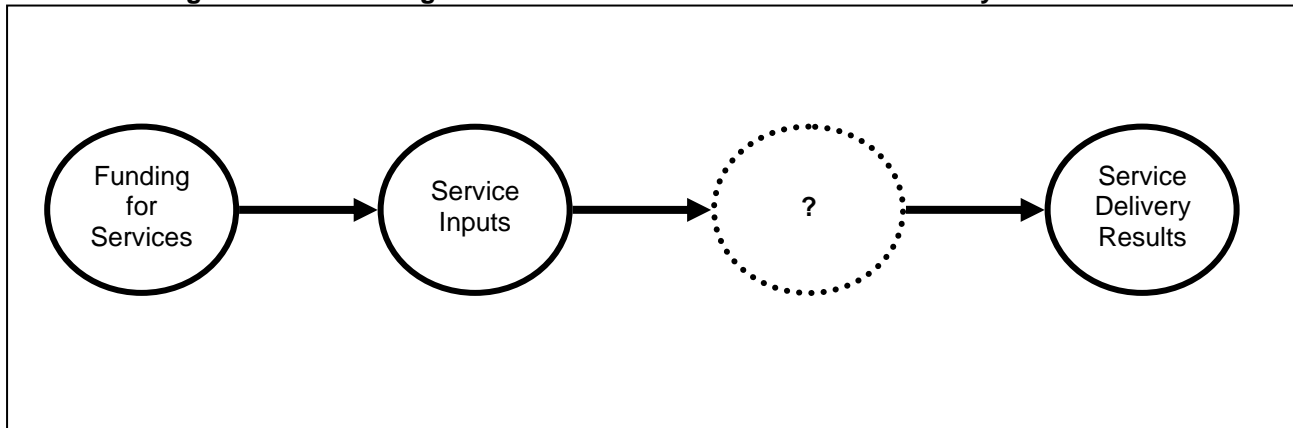 Funding
for
Services
Service
Inputs
?
Service
Delivery
Results